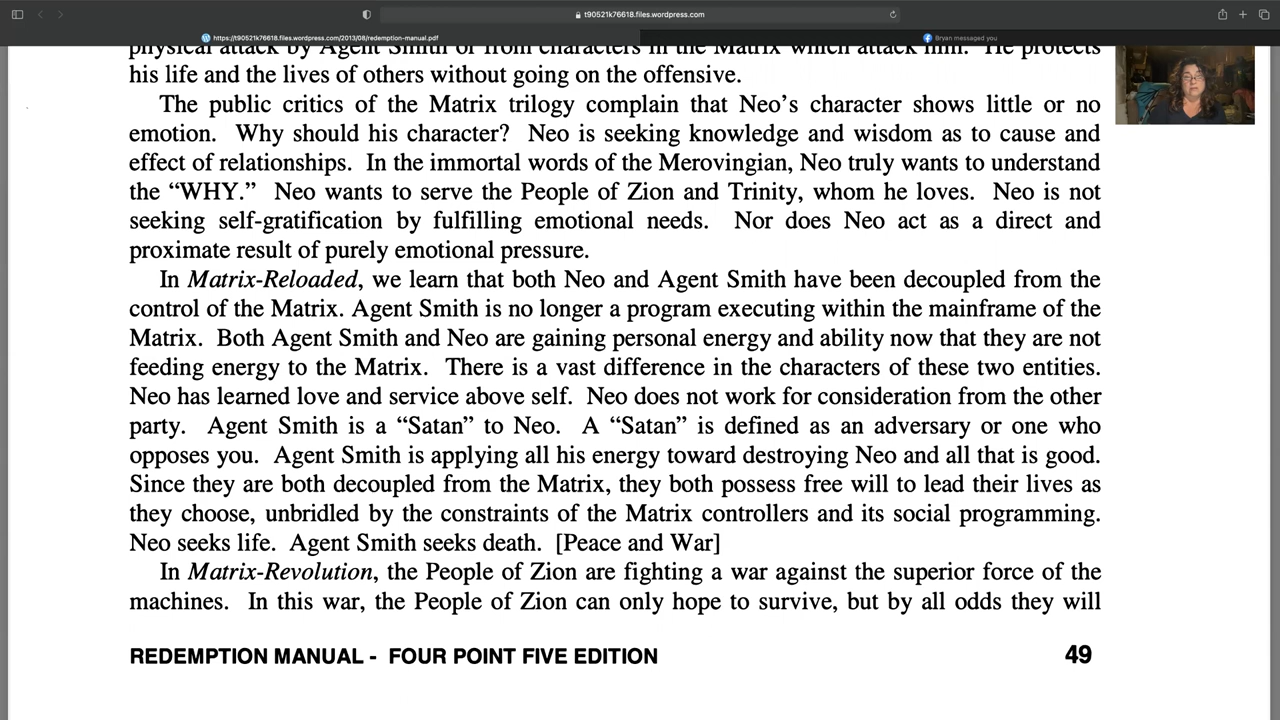 t90521k76618.files.wordpress.com
https://t90521k76618.files.wordpress.com/2013/08/redemption-manual.pdf
Bryan messaged you
physical attack by Agent Smith or from characters in the Matrix which attack him. He protects
his life and the lives of others without going on the offensive.
The public critics of the Matrix trilogy complain that Neo's character shows little or no
emotion. Why should his character? Neo is seeking knowledge and wisdom as to cause and
effect of relationships. In the immortal words of the Merovingian, Neo truly wants to understand
the “WHY.” Neo wants to serve the People of Zion and Trinity, whom he loves. Neo is not
seeking self-gratification by fulfilling emotional needs. Nor does Neo act as a direct and
proximate result of purely emotional pressure.
In Matrix-Reloaded, we learn that both Neo and Agent Smith have been decoupled from the
control of the Matrix. Agent Smith is no longer a program executing within the mainframe of the
Matrix. Both Agent Smith and Neo are gaining personal energy and ability now that they are not
feeding energy to the Matrix. There is a vast difference in the characters of these two entities.
Neo has learned love and service above self. Neo does not work for consideration from the other
party. Agent Smith is a “Satan” to Neo. A “Satan” is defined as an adversary or one who
opposes you. Agent Smith is applying all his energy toward destroying Neo and all that is good.
Since they are both decoupled from the Matrix, they both possess free will to lead their lives as
they choose, unbridled by the constraints of the Matrix controllers and its social programming.
Neo seeks life. Agent Smith seeks death. [Peace and War]
In Matrix-Revolution, the People of Zion are fighting a war against the superior force of the
machines. In this war, the People of Zion can only hope to survive, but by all odds they will
REDEMPTION MANUAL - FOUR POINT FIVE EDITION 49